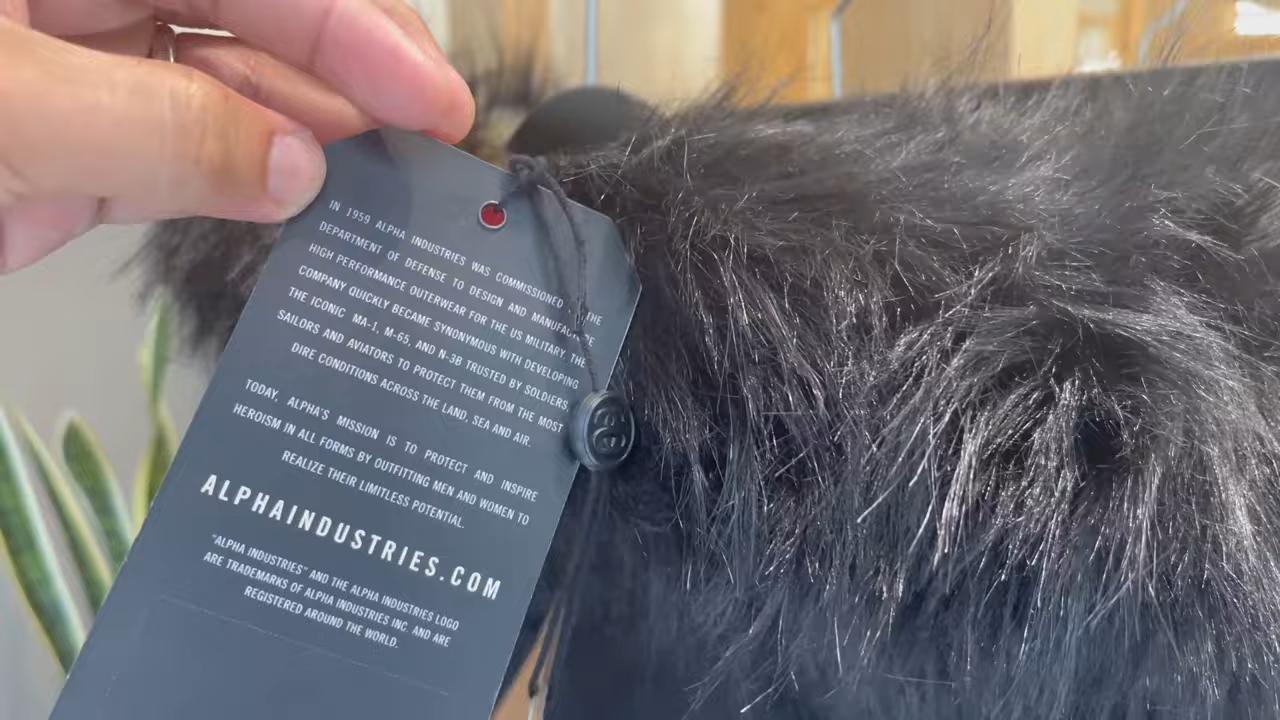 IN 1959 ALPHA INDUSTRIES WAS COMMISSIONED THE
DEPARTMENT OF DEFENSE TO DESIGN AND
HIGH PERFORMANCE OUTERWEAR FOR THE US MILITARY. THE
COMPANY QUICKLY BECAME SYNONYMOUS WITH DEVELOPING
THE ICONIC MA-1, M-65, AND N-3B TRUSTED BY SOLDIERS,
SAILORS AND AVIATORS TO PROTECT THEM FROM THE MOST
DIRE CONDITIONS ACROSS THE LAND, SEA AND AIR.
TODAY, ALPHA'S MISSION IS TO PROTECT AND INSPIRE
HEROISM IN ALL FORMS BY OUTFITTING MEN AND WOMEN TO
REALIZE THEIR LIMITLESS POTENTIAL.
ALPHAINDUSTRIES.COM
"ALPHA INDUSTRIES" AND THE ALPHA INDUSTRIES LOGO
ARE TRADEMARKS OF ALPHA INDUSTRIES INC. AND ARE
REGISTERED AROUND THE WORLD.